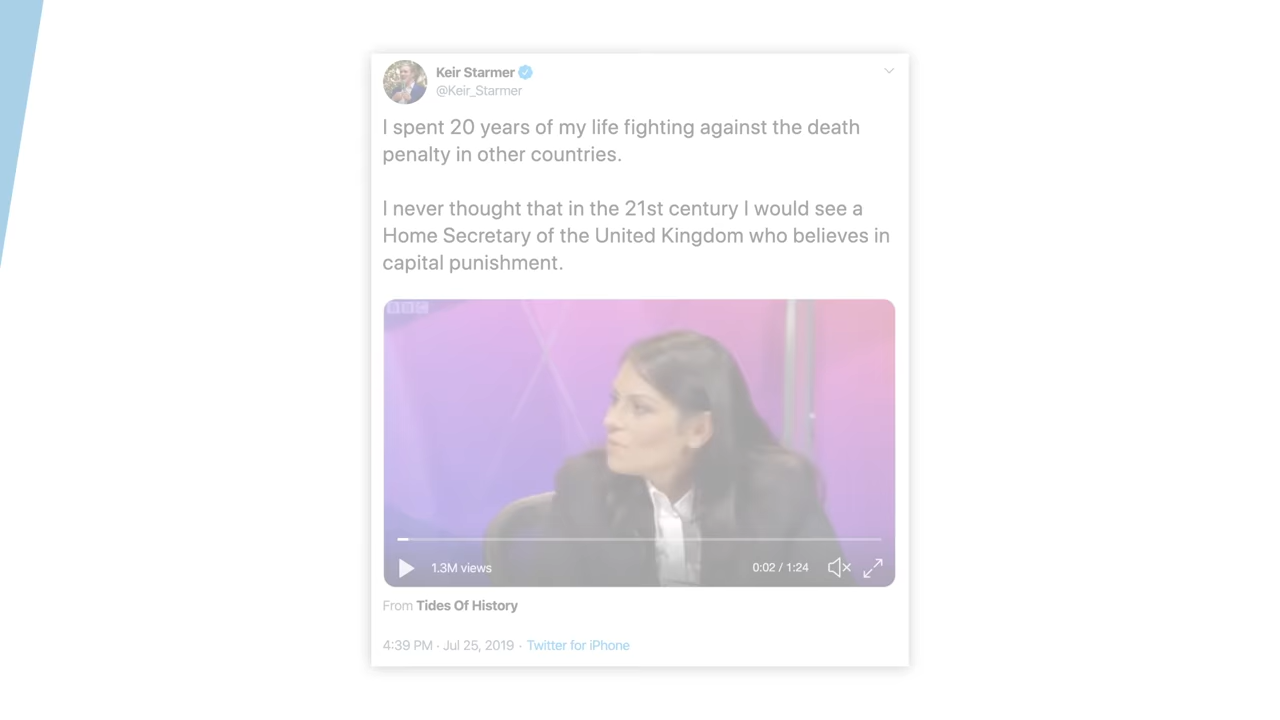 Keir Starmer
@Keir_Starmer
I spent 20 years of my life fighting against the death
penalty in other countries.
I never thought that in the 21st century I would see a
Home Secretary of the United Kingdom who believes in
capital punishment.
BBC
1.3M views
0:02 / 1:24
From Tides Of History
4:39 PM · Jul 25, 2019 · Twitter for iPhone